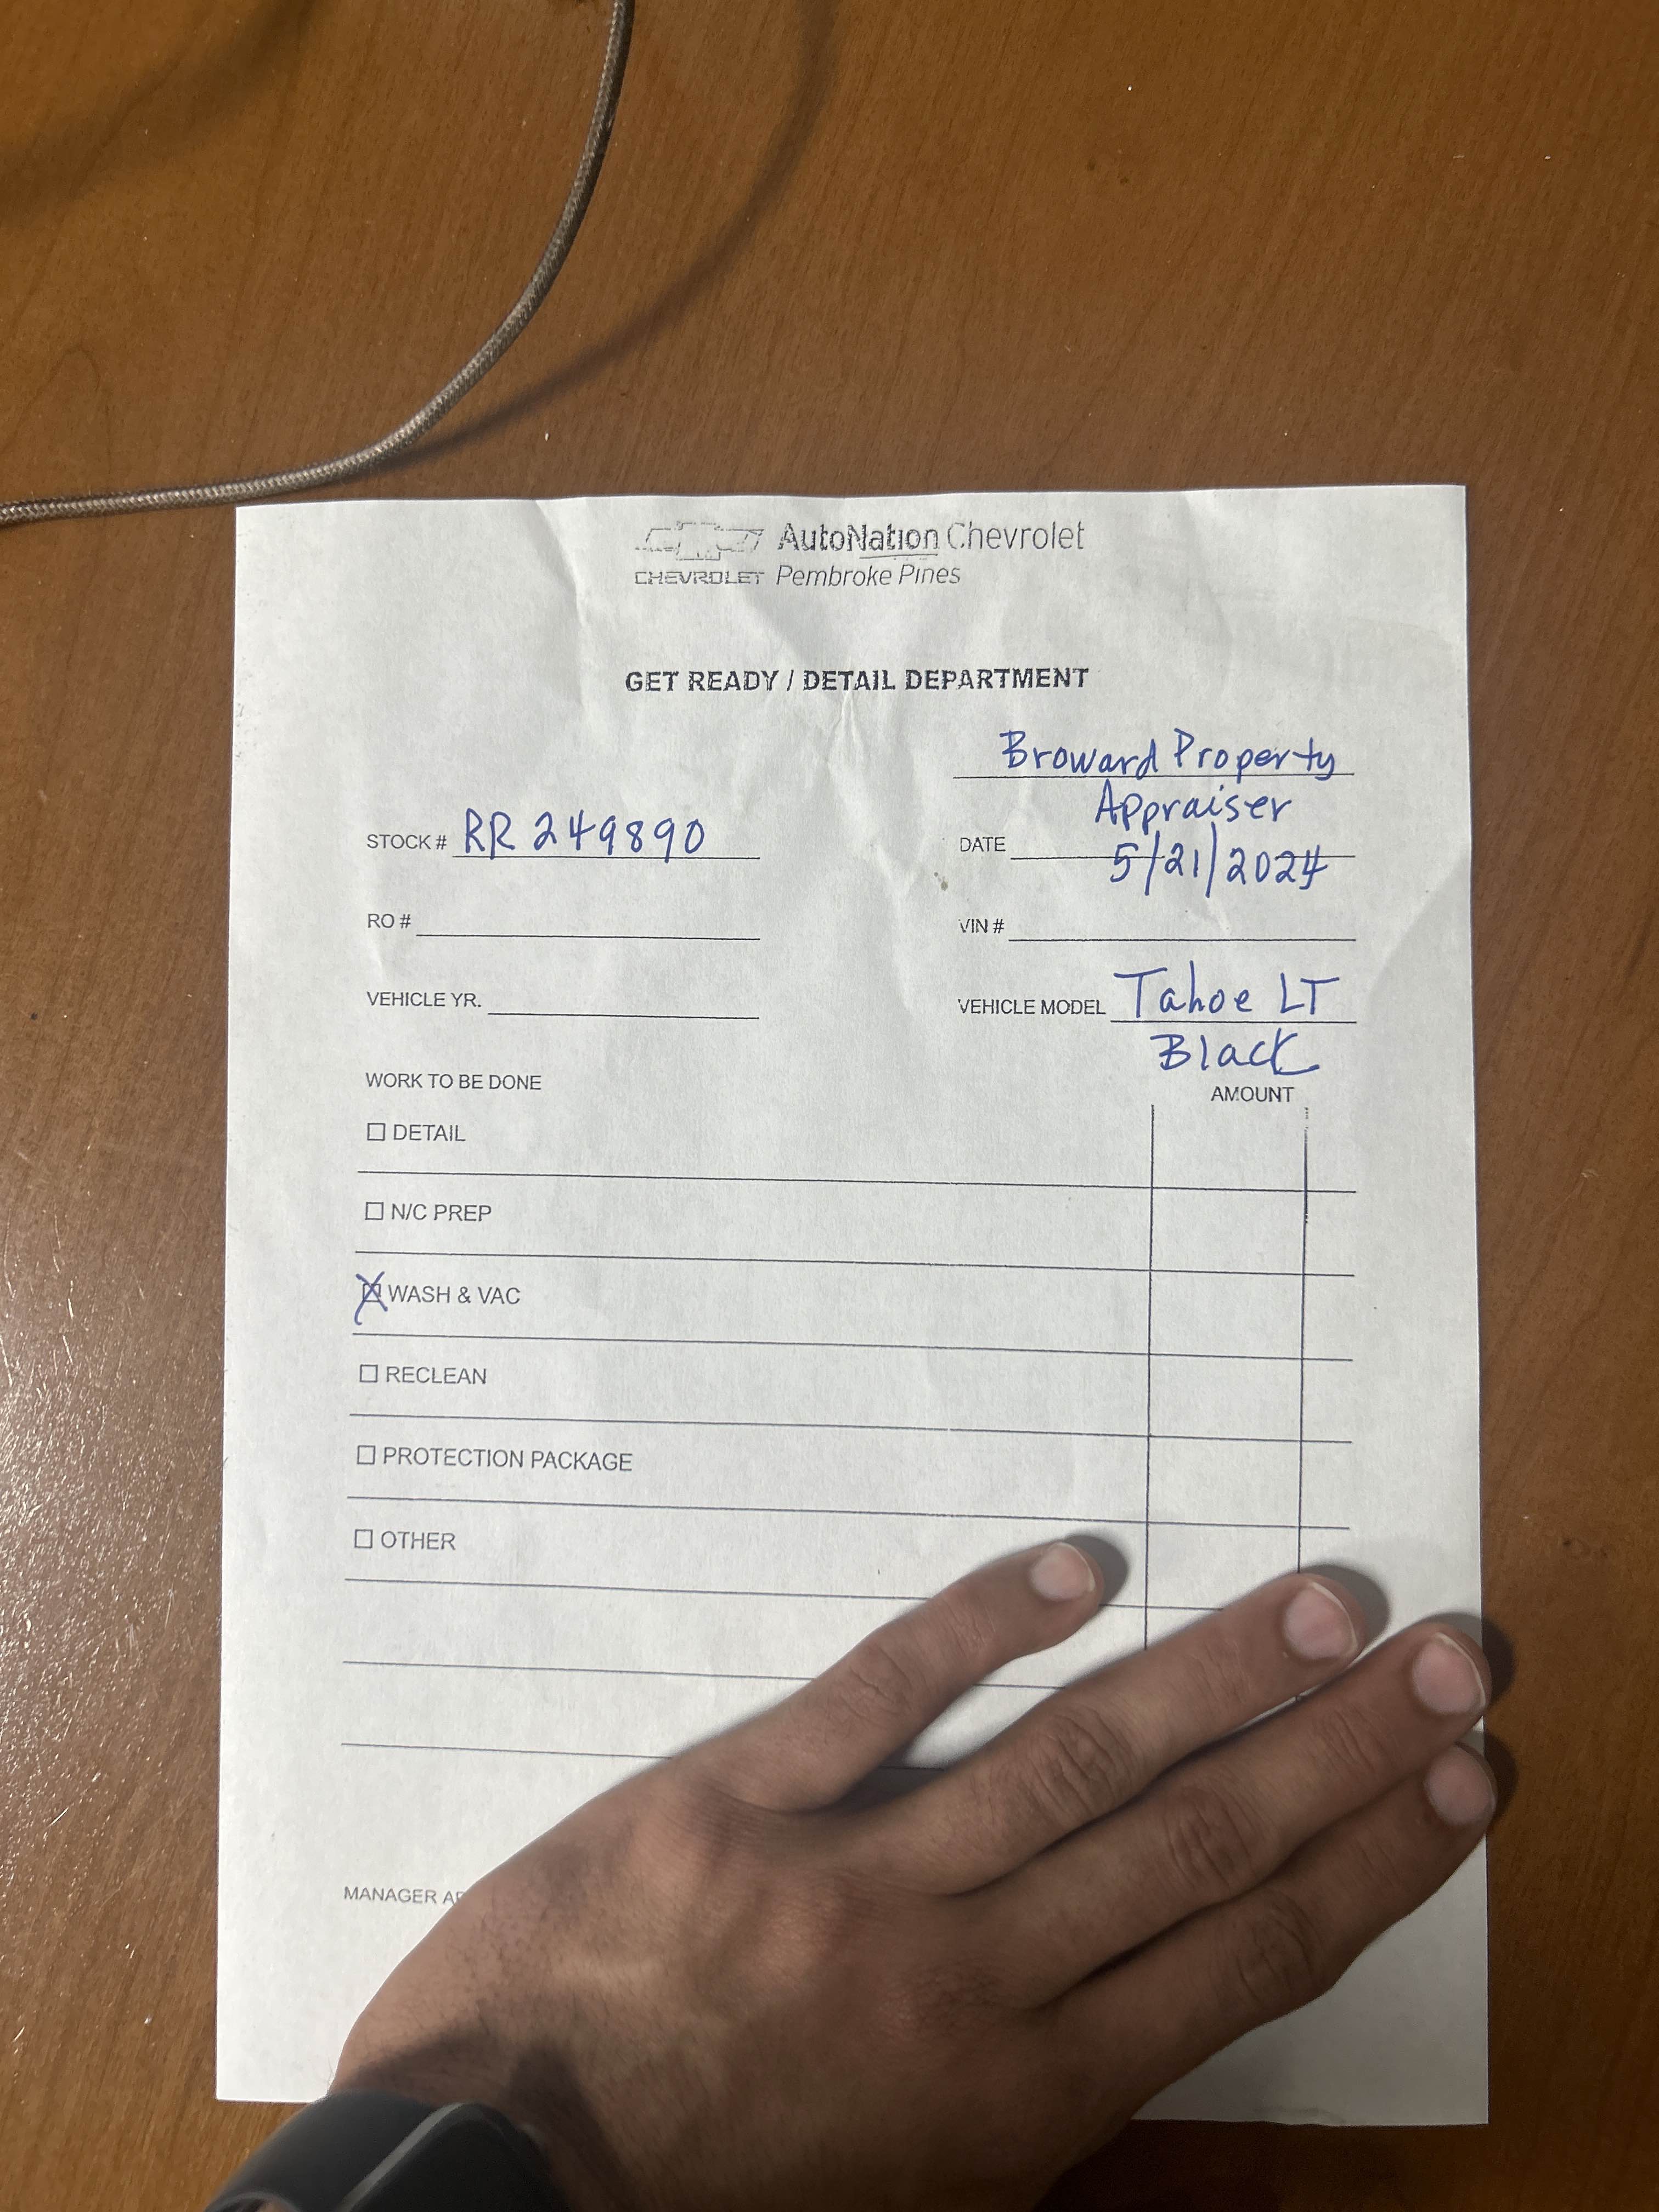 AutoNation Chevrolet
CHEVROLET Pembroke Pines
GET READY / DETAIL DEPARTMENT
Broward Property
Appraiser
STOCK # RR 249890
DATE 5/21/2024
RO #
VIN #
VEHICLE YR.
VEHICLE MODEL Tahoe LT
Black
WORK TO BE DONE
AMOUNT
DETAIL
N/C PREP
WASH & VAC
RECLEAN
PROTECTION PACKAGE
OTHER
MANAGER